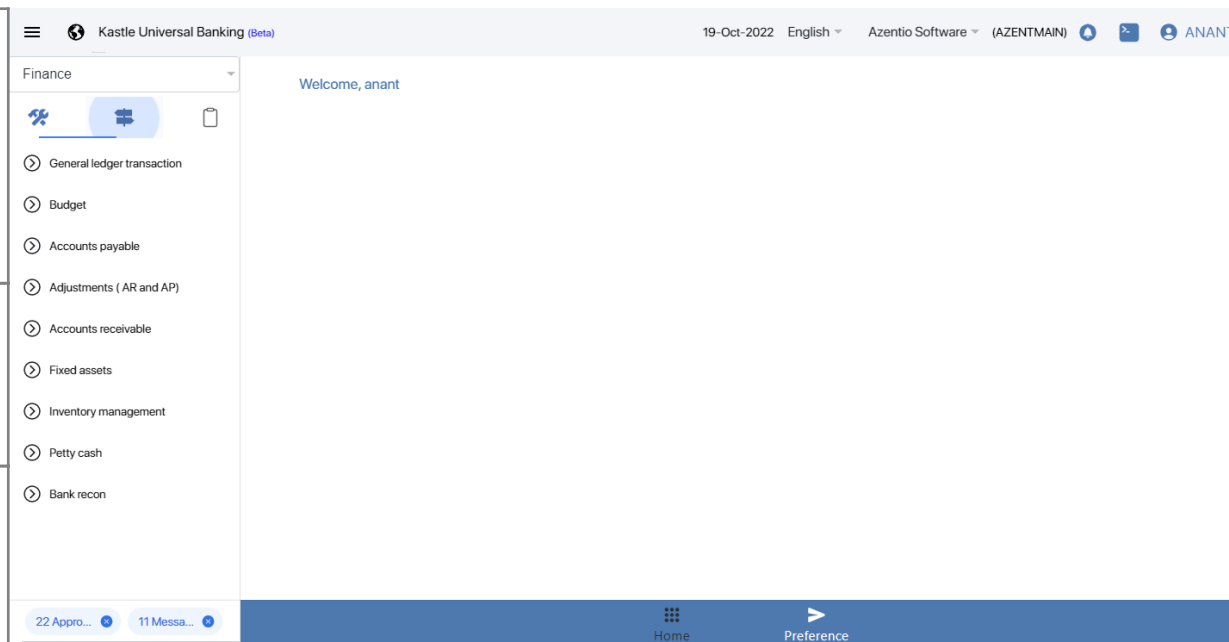 Kastle Universal Banking (Beta) 19-Oct-2022 English Azentio Software (AZENTMAIN) ANANT
Finance
Welcome, anant
General ledger transaction
Budget
Accounts payable
Adjustments ( AR and AP)
Accounts receivable
Fixed assets
Inventory management
Petty cash
Bank recon
22 Appro... 11 Messa...
Home Preference